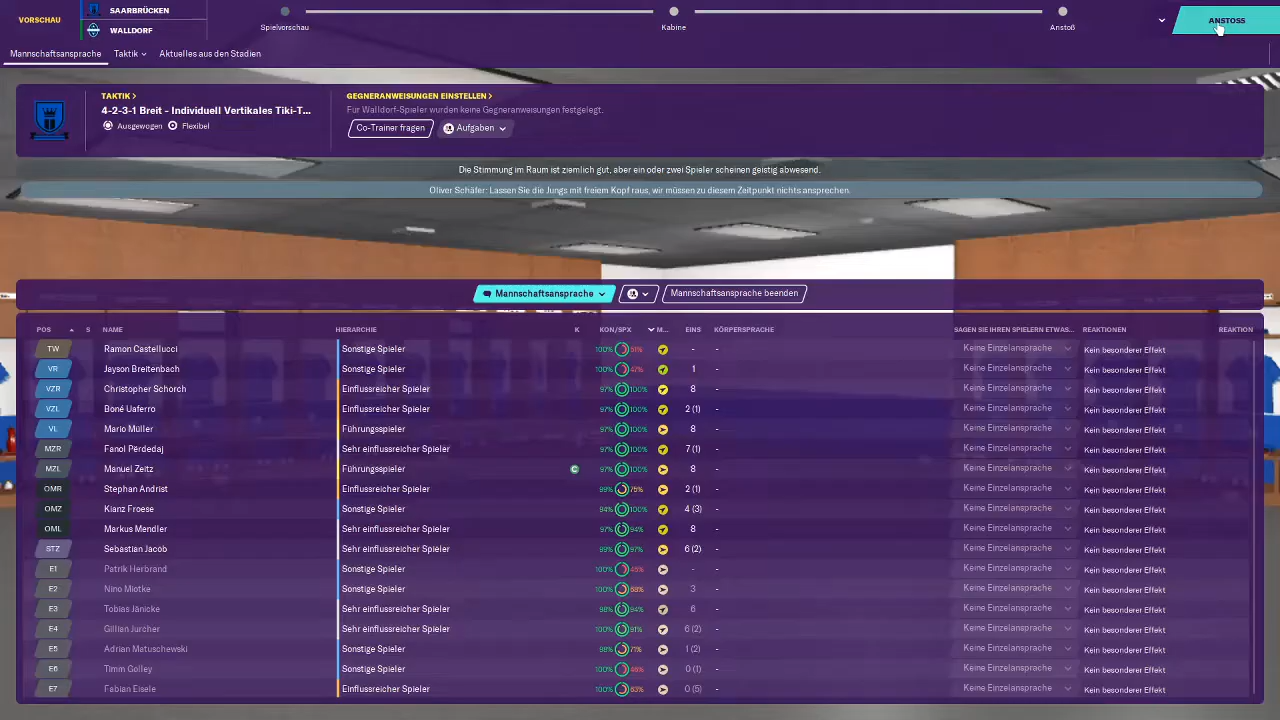 VORSCHAU
SAARBRÜCKEN
WALLDORF
Spielvorschau
Kabine
Anstoß
ANSTOSS
Mannschaftsansprache
Taktik
Aktuelles aus den Stadien
TAKTIK >
4-2-3-1 Breit - Individuell Vertikales Tiki-T...
Ausgewogen Flexibel
GEGNERANWEISUNGEN EINSTELLEN >
Für Walldorf-Spieler wurden keine Gegneranweisungen festgelegt.
Co-Trainer fragen Aufgaben
Die Stimmung im Raum ist ziemlich gut, aber ein oder zwei Spieler scheinen geistig abwesend.
Oliver Schäfer: Lassen Sie die Jungs mit freiem Kopf raus, wir müssen zu diesem Zeitpunkt nichts ansprechen.
Mannschaftsansprache Mannschaftsansprache beenden
POS S NAME HIERARCHIE K KON/SPX M... EINS KÖRPERSPRACHE SAGEN SIE IHREN SPIELERN ETWAS... REAKTIONEN REAKTION
TW Ramon Castellucci Sonstige Spieler 100% 51% - - Keine Einzelansprache Kein besonderer Effekt
VR Jayson Breitenbach Sonstige Spieler 100% 47% 1 - Keine Einzelansprache Kein besonderer Effekt
VZR Christopher Schorch Einflussreicher Spieler 97% 100% 8 - Keine Einzelansprache Kein besonderer Effekt
VZL Boné Uaferro Einflussreicher Spieler 97% 100% 2 (1) - Keine Einzelansprache Kein besonderer Effekt
VL Mario Müller Führungsspieler 97% 100% 8 - Keine Einzelansprache Kein besonderer Effekt
MZR Fanol Përdedaj Sehr einflussreicher Spieler 97% 100% 7 (1) - Keine Einzelansprache Kein besonderer Effekt
MZL Manuel Zeitz Führungsspieler C 97% 100% 8 - Keine Einzelansprache Kein besonderer Effekt
OMR Stephan Andrist Einflussreicher Spieler 99% 75% 2 (1) - Keine Einzelansprache Kein besonderer Effekt
OMZ Kianz Froese Sonstige Spieler 94% 100% 4 (3) - Keine Einzelansprache Kein besonderer Effekt
OML Markus Mendler Sehr einflussreicher Spieler 97% 94% 8 - Keine Einzelansprache Kein besonderer Effekt
STZ Sebastian Jacob Sehr einflussreicher Spieler 99% 97% 6 (2) - Keine Einzelansprache Kein besonderer Effekt
E1 Patrik Herbrand Sonstige Spieler 100% 45% - - Keine Einzelansprache Kein besonderer Effekt
E2 Nino Miotke Sonstige Spieler 100% 68% 3 - Keine Einzelansprache Kein besonderer Effekt
E3 Tobias Jänicke Sehr einflussreicher Spieler 98% 94% 6 - Keine Einzelansprache Kein besonderer Effekt
E4 Gillian Jurcher Sehr einflussreicher Spieler 100% 91% 6 (2) - Keine Einzelansprache Kein besonderer Effekt
E5 Adrian Matuschewski Sonstige Spieler 98% 71% 1 (2) - Keine Einzelansprache Kein besonderer Effekt
E6 Timm Golley Sonstige Spieler 100% 46% 0 (1) - Keine Einzelansprache Kein besonderer Effekt
E7 Fabian Eisele Einflussreicher Spieler 100% 63% 0 (5) - Keine Einzelansprache Kein besonderer Effekt